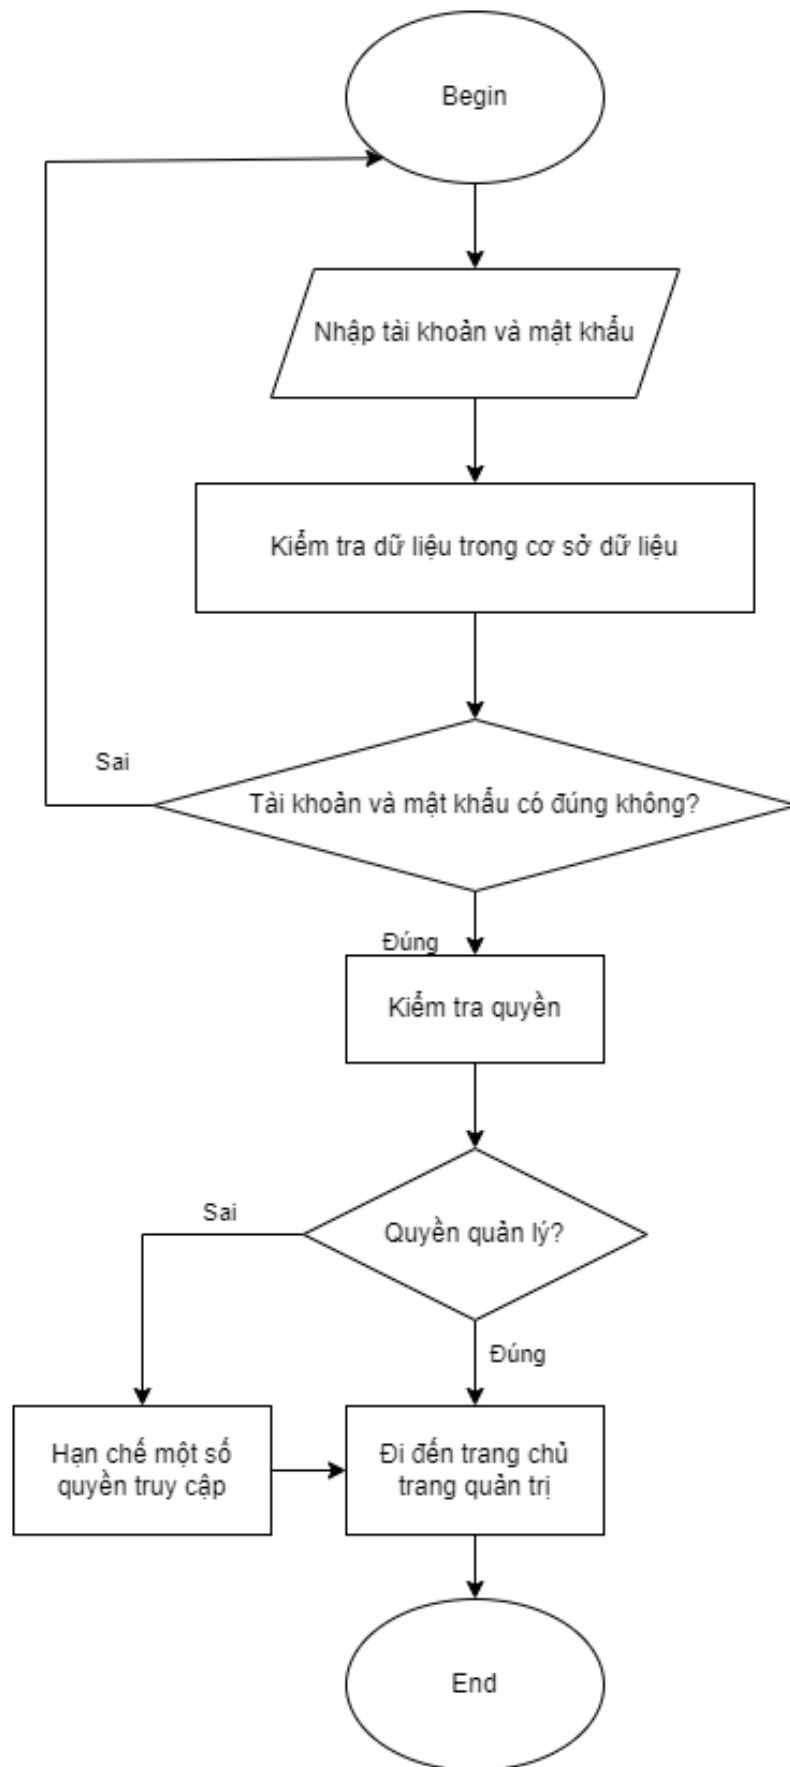 Begin
Nhập tài khoản và mật khẩu
Kiểm tra dữ liệu trong cơ sở dữ liệu
Sai
Tài khoản và mật khẩu có đúng không?
Đúng
Kiểm tra quyền
Sai
Quyền quản lý?
Đúng
Hạn chế một số
quyền truy cập
Đi đến trang chủ
trang quản trị
End